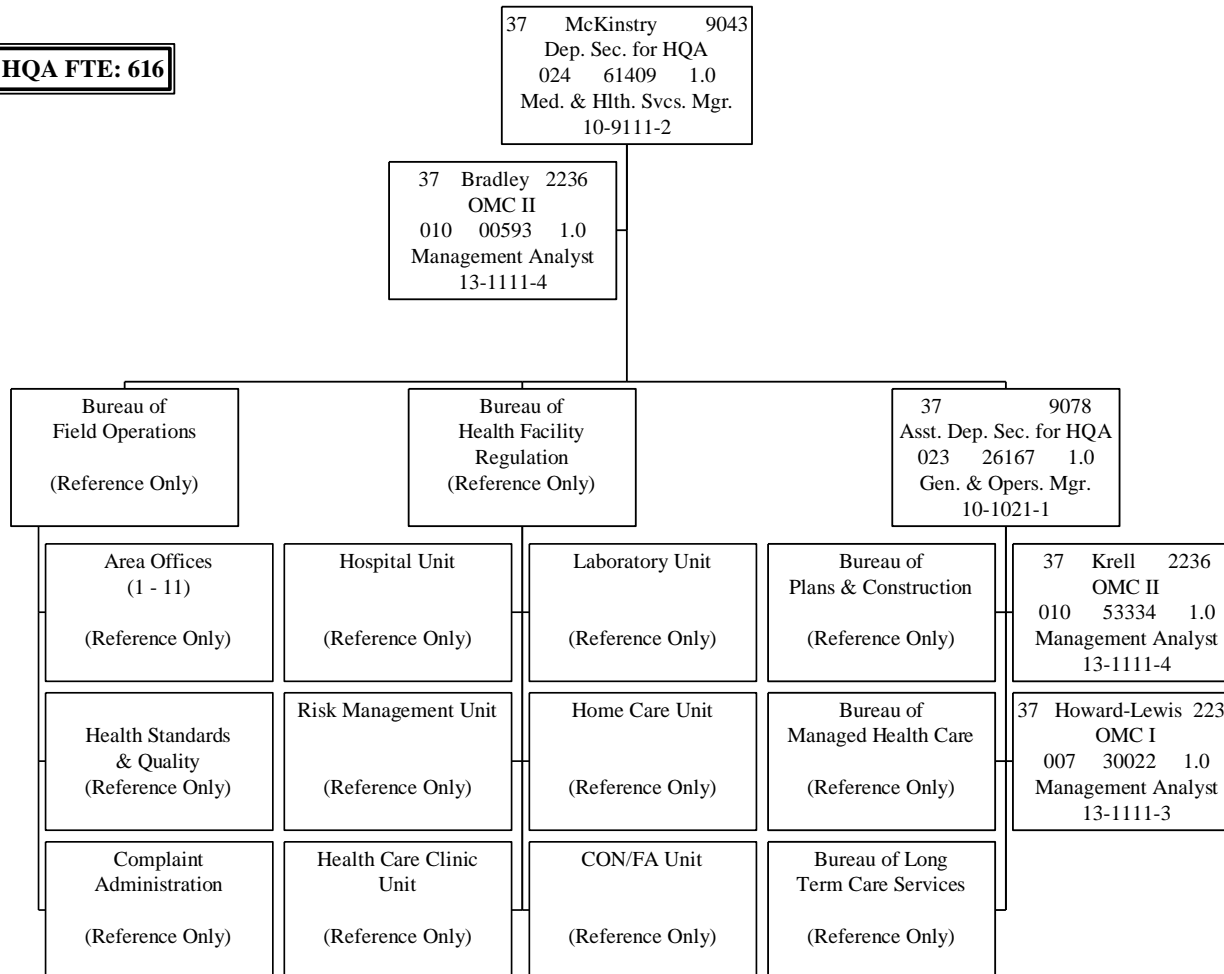 HQA FTE: 616
37 McKinstry 9043
Dep. Sec. for HQA
024 61409 1.0
Med. & Hlth. Svcs. Mgr.
10-9111-2
37 Bradley 2236
OMC II
010 00593 1.0
Management Analyst
13-1111-4
Bureau of
Field Operations
(Reference Only)
Bureau of
Health Facility
Regulation
(Reference Only)
37 9078
Asst. Dep. Sec. for HQA
023 26167 1.0
Gen. & Opers. Mgr.
10-1021-1
Area Offices
(1 - 11)
(Reference Only)
Hospital Unit
(Reference Only)
Laboratory Unit
(Reference Only)
Bureau of
Plans & Construction
(Reference Only)
37 Krell 2236
OMC II
010 53334 1.0
Management Analyst
13-1111-4
Health Standards
& Quality
(Reference Only)
Risk Management Unit
(Reference Only)
Home Care Unit
(Reference Only)
Bureau of
Managed Health Care
(Reference Only)
37 Howard-Lewis 223
OMC I
007 30022 1.0
Management Analyst
13-1111-3
Complaint
Administration
(Reference Only)
Health Care Clinic
Unit
(Reference Only)
CON/FA Unit
(Reference Only)
Bureau of Long
Term Care Services
(Reference Only)